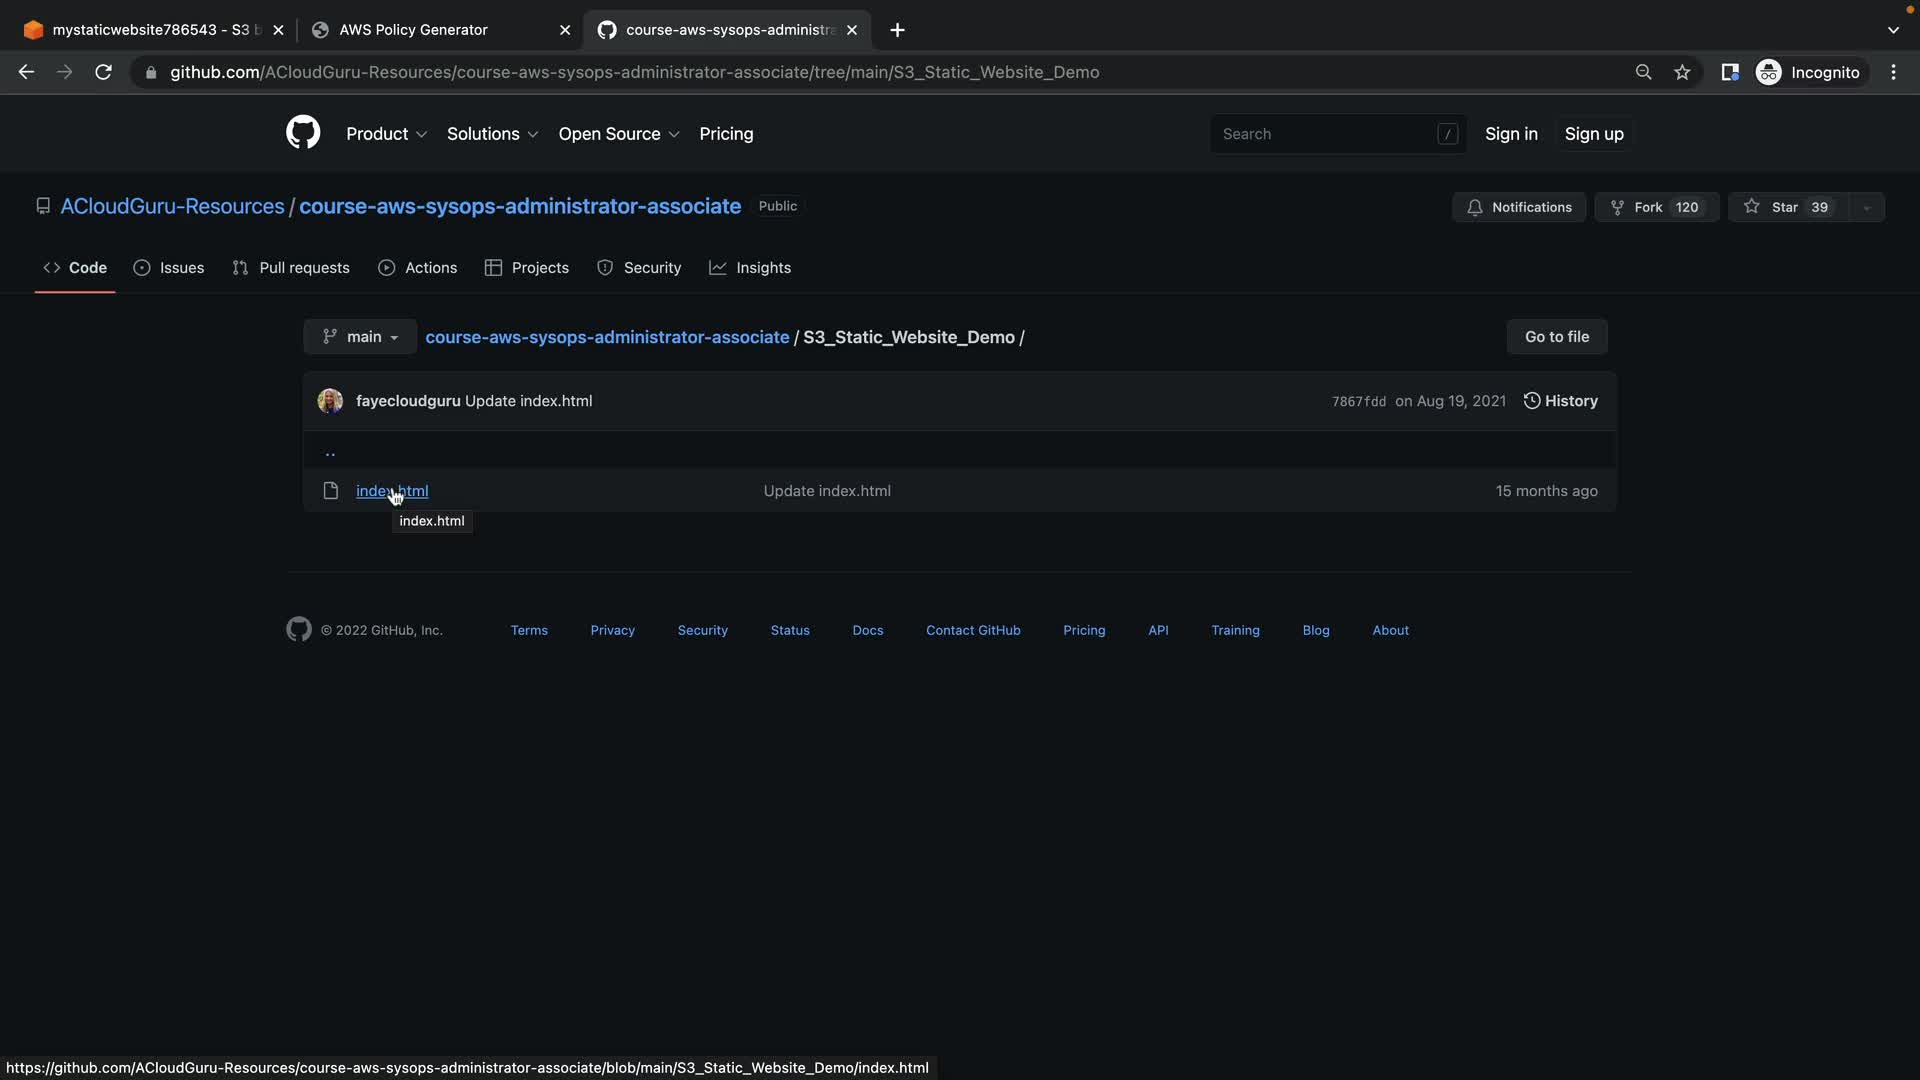 mystaticwebsite786543 - S3 b
AWS Policy Generator
course-aws-sysops-administra
github.com/ACloudGuru-Resources/course-aws-sysops-administrator-associate/tree/main/S3_Static_Website_Demo
Incognito
Product
Solutions
Open Source
Pricing
Search /
Sign in
Sign up
ACloudGuru-Resources / course-aws-sysops-administrator-associate Public
Notifications
Fork 120
Star 39
Code
Issues
Pull requests
Actions
Projects
Security
Insights
main
course-aws-sysops-administrator-associate / S3_Static_Website_Demo /
Go to file
fayecloudguru Update index.html
7867fdd on Aug 19, 2021
History
..
index.html
Update index.html
15 months ago
index.html
© 2022 GitHub, Inc.
Terms
Privacy
Security
Status
Docs
Contact GitHub
Pricing
API
Training
Blog
About
https://github.com/ACloudGuru-Resources/course-aws-sysops-administrator-associate/blob/main/S3_Static_Website_Demo/index.html